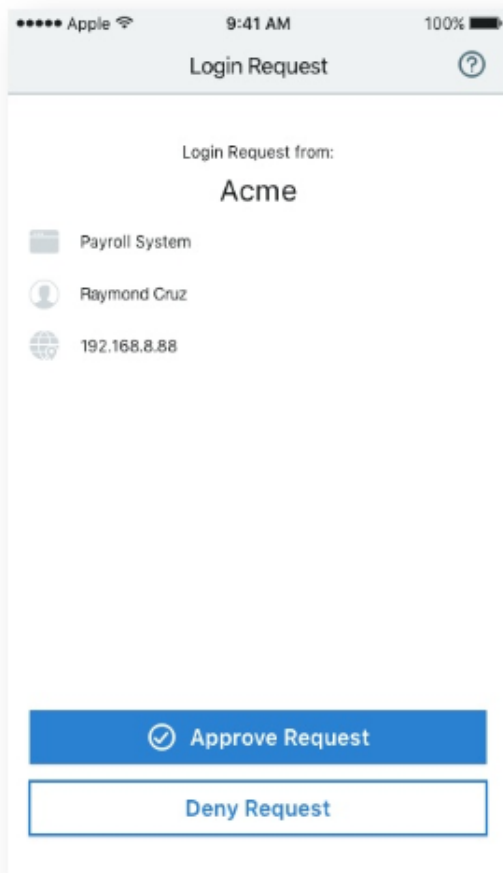 Apple 9:41 AM 100%
Login Request ?
Login Request from:
Acme
Payroll System
Raymond Cruz
192.168.8.88
Approve Request
Deny Request